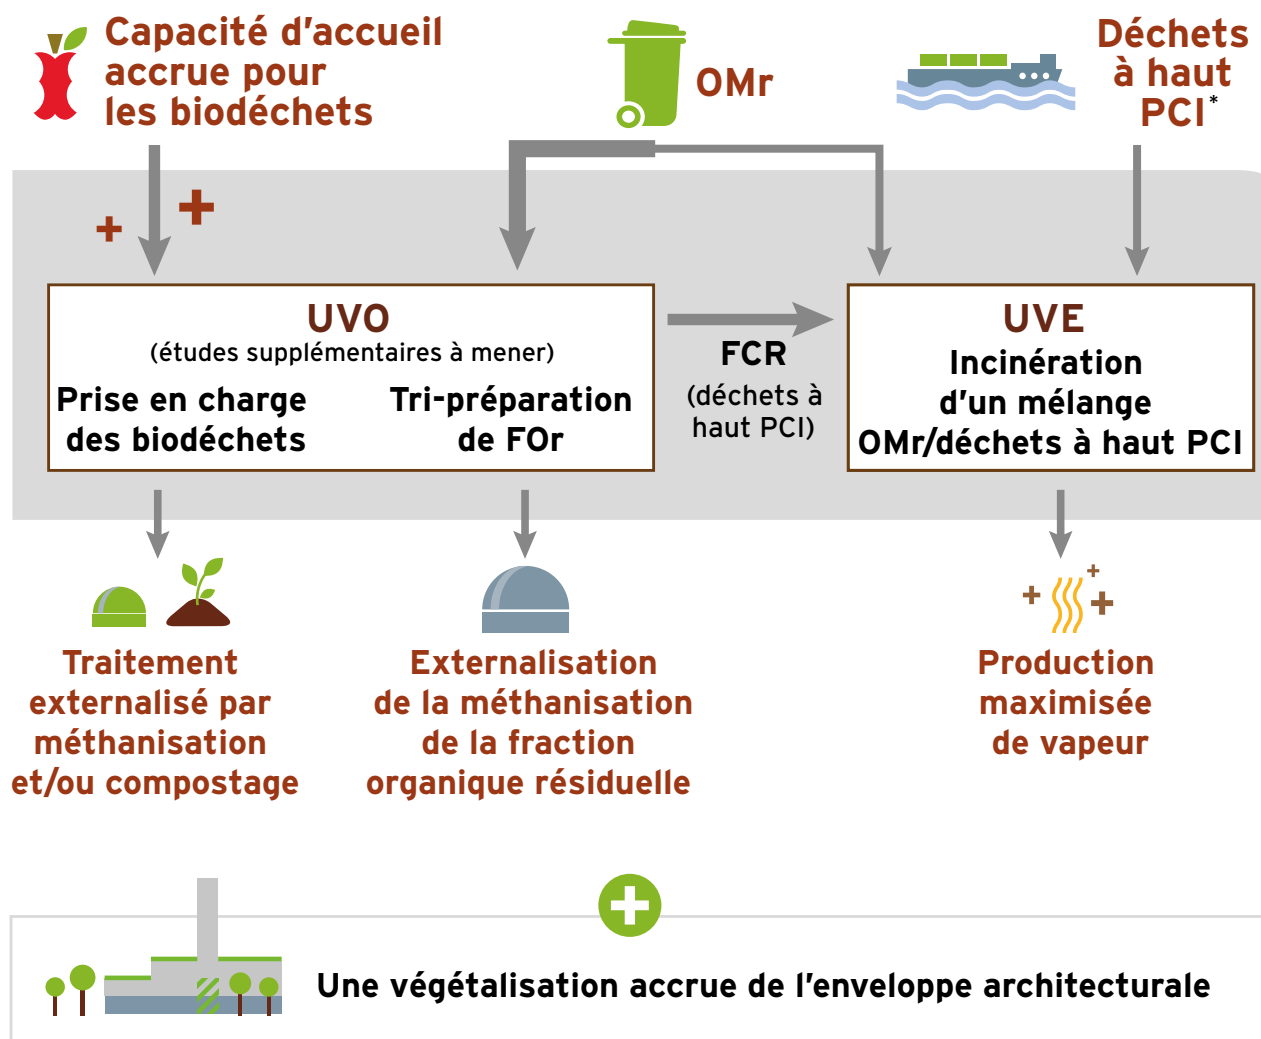 Capacité d'accueil
accrue pour
les biodéchets
OMr
Déchets
à haut
PCI*
UVO
(études supplémentaires à mener)
Prise en charge
des biodéchets
Tri-préparation
de FOr
FCR
(déchets à
haut PCI)
UVE
Incinération
d'un mélange
OMr/déchets à haut PCI
Traitement
externalisé par
méthanisation
et/ou compostage
Externalisation
de la méthanisation
de la fraction
organique résiduelle
Production
maximisée
de vapeur
Une végétalisation accrue de l'enveloppe architecturale